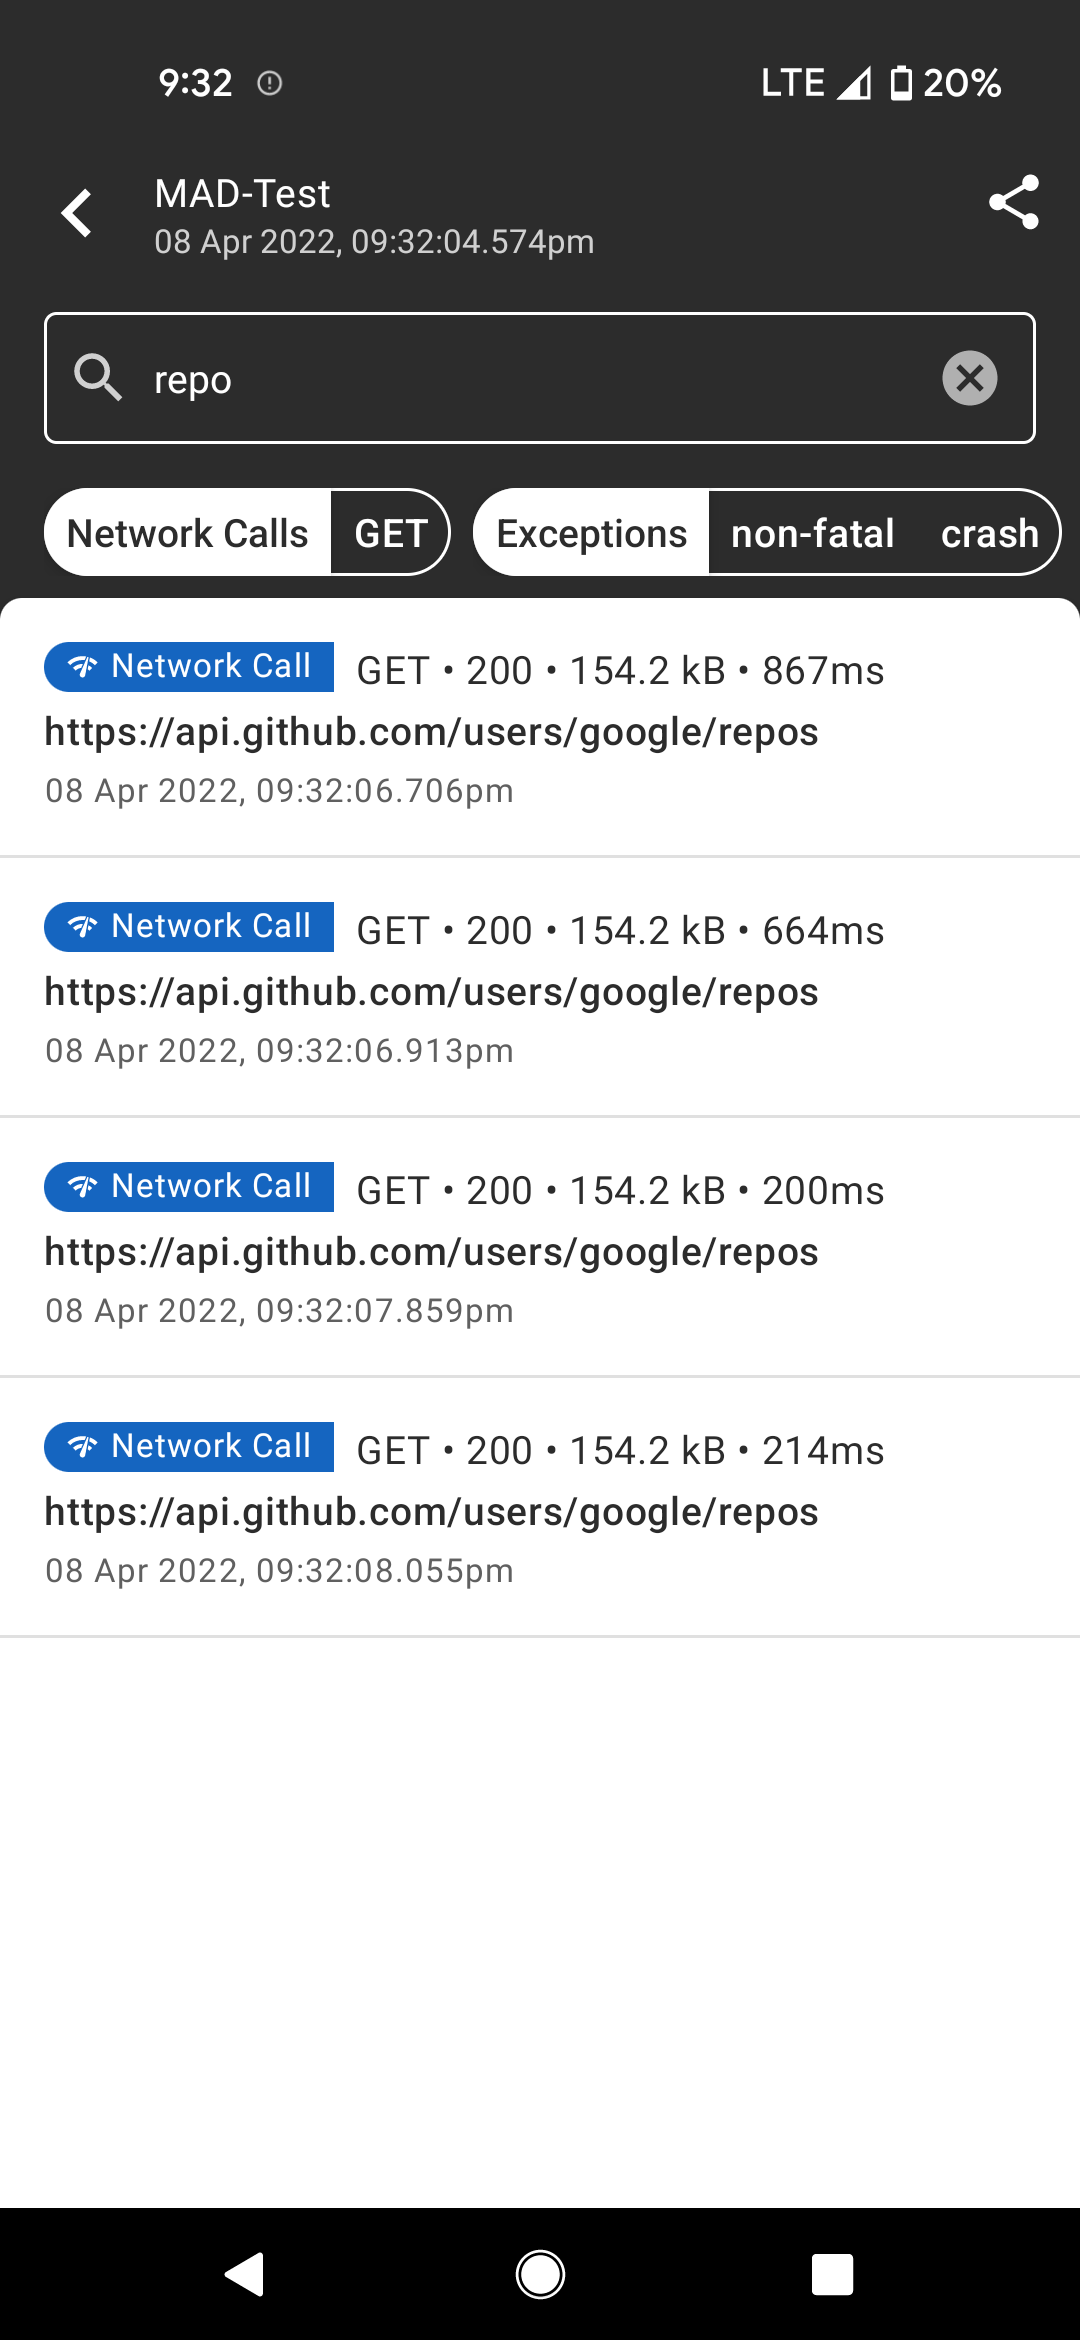 9:32 LTE 20%
MAD-Test
08 Apr 2022, 09:32:04.574pm
repo
Network Calls GET Exceptions non-fatal crash
Network Call GET • 200 • 154.2 kB • 867ms
https://api.github.com/users/google/repos
08 Apr 2022, 09:32:06.706pm
Network Call GET • 200 • 154.2 kB • 664ms
https://api.github.com/users/google/repos
08 Apr 2022, 09:32:06.913pm
Network Call GET • 200 • 154.2 kB • 200ms
https://api.github.com/users/google/repos
08 Apr 2022, 09:32:07.859pm
Network Call GET • 200 • 154.2 kB • 214ms
https://api.github.com/users/google/repos
08 Apr 2022, 09:32:08.055pm